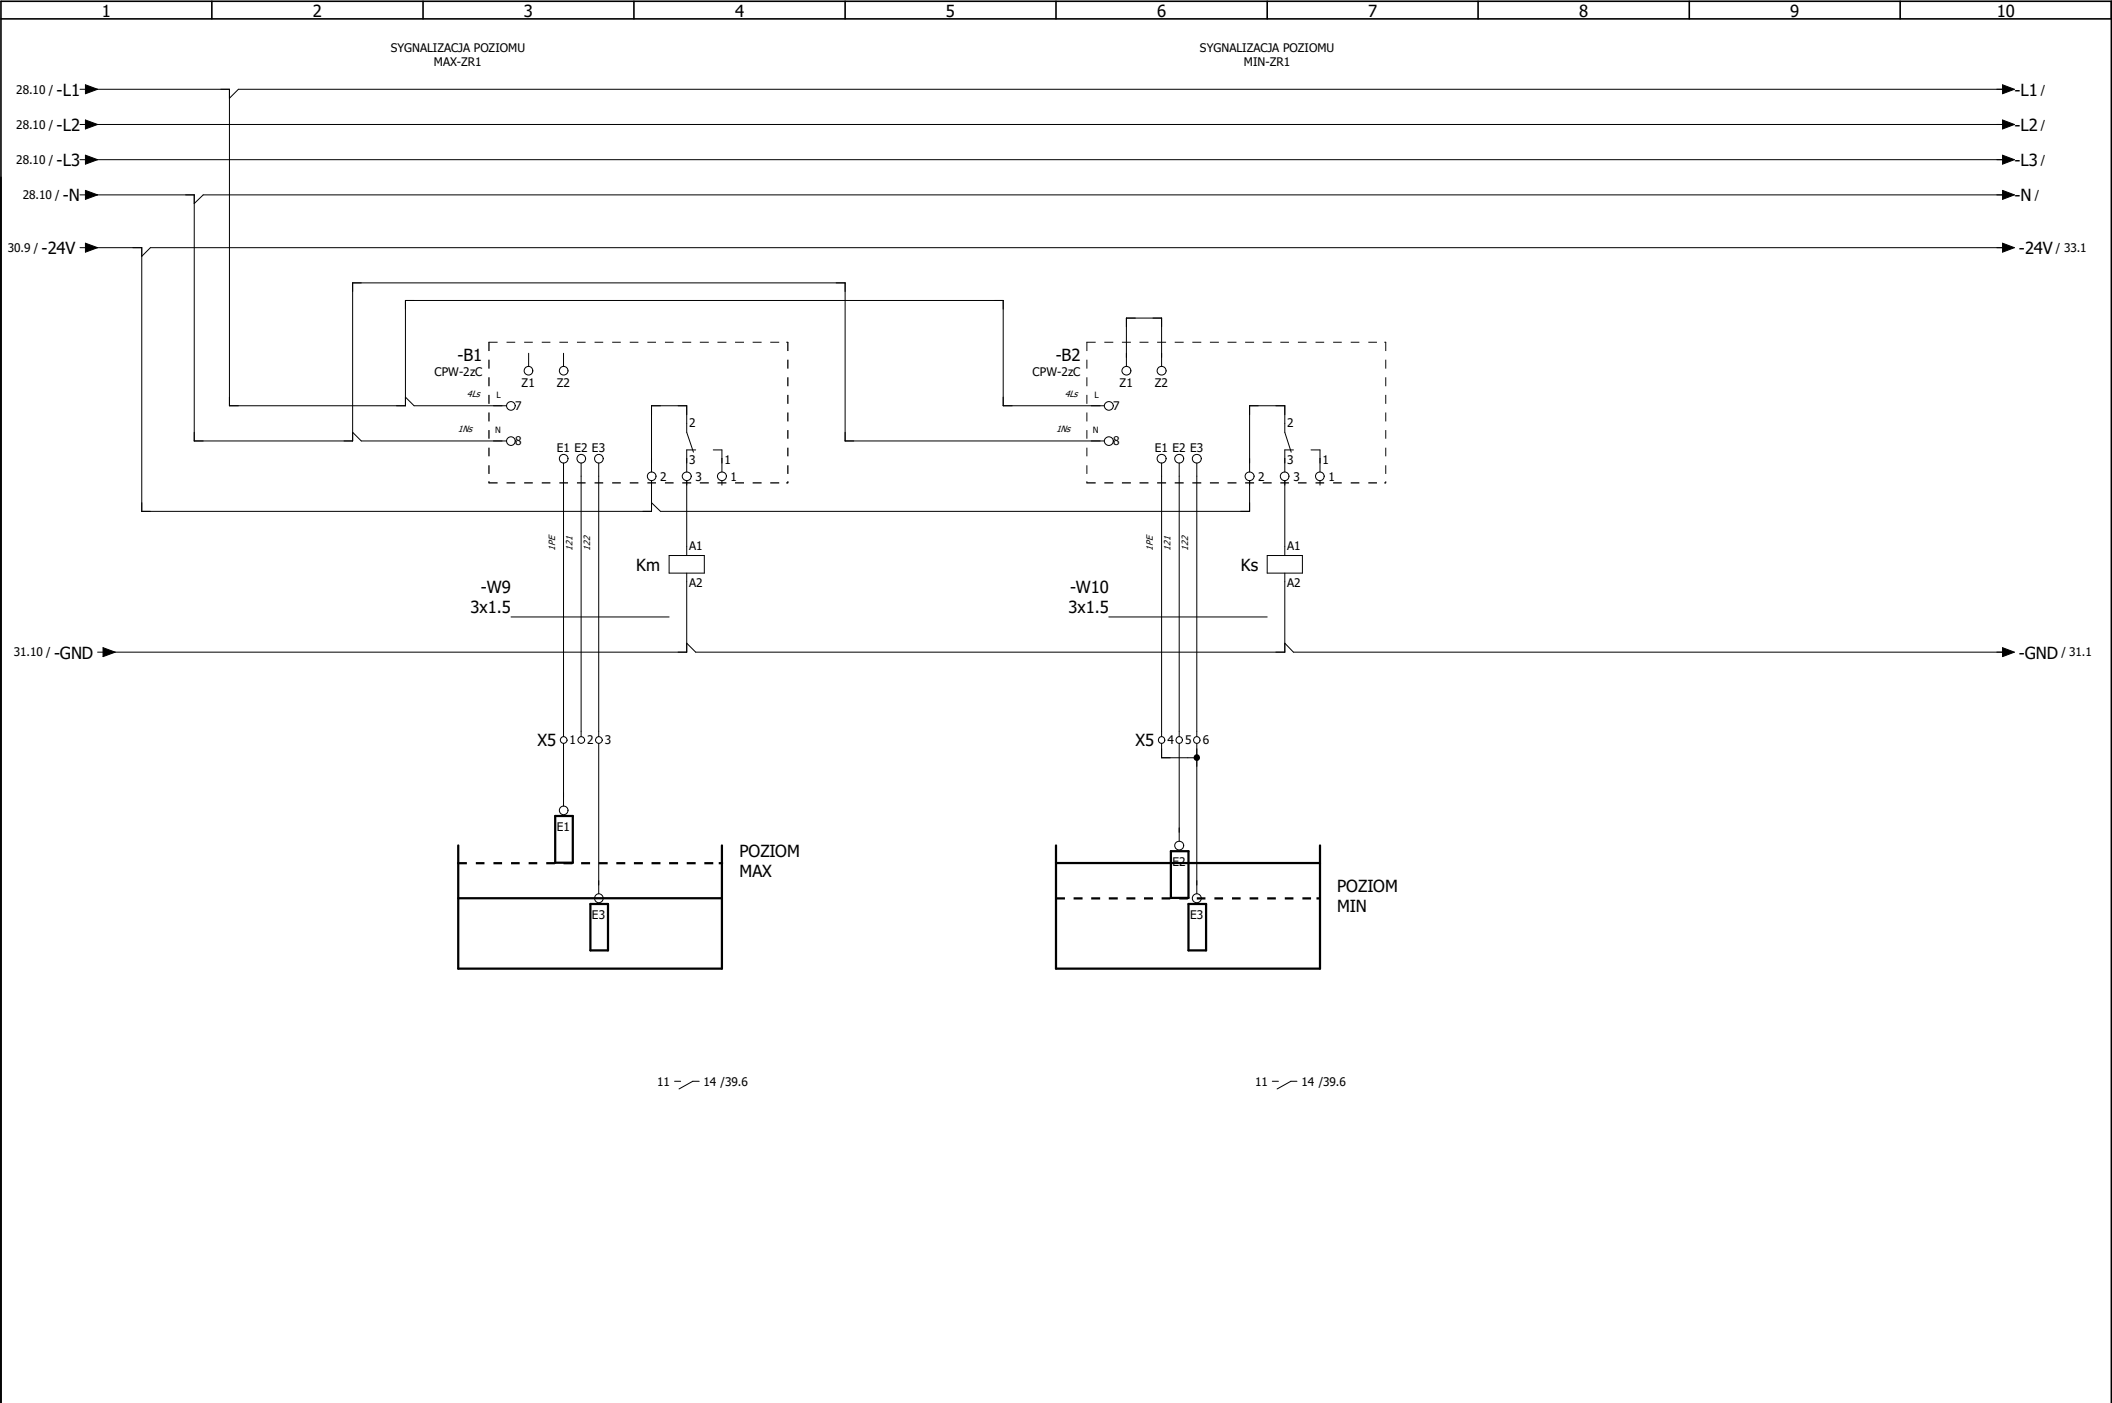 1 2 3 4 5 6 7 8 9 10
SYGNALIZACJA POZIOMU
MAX-ZR1
SYGNALIZACJA POZIOMU
MIN-ZR1
28.10 / -L1
-L1 /
28.10 / -L2
-L2 /
28.10 / -L3
-L3 /
28.10 / -N
-N /
30.9 / -24V
-24V / 33.1
-B1
CPW-2zC
Z1 Z2
4Ls L 7
1Ns N 8
E1 E2 E3
2
3 1
2 3 1
-B2
CPW-2zC
Z1 Z2
4Ls L 7
1Ns N 8
E1 E2 E3
2
3 1
2 3 1
1PE 121 122
A1
Km
A2
-W9
3x1.5
1PE 121 122
A1
Ks
A2
-W10
3x1.5
31.10 / -GND
-GND / 31.1
X5 1 2 3
X5 4 5 6
E1
E3
POZIOM
MAX
E2
E3
POZIOM
MIN
11 14 /39.6
11 14 /39.6